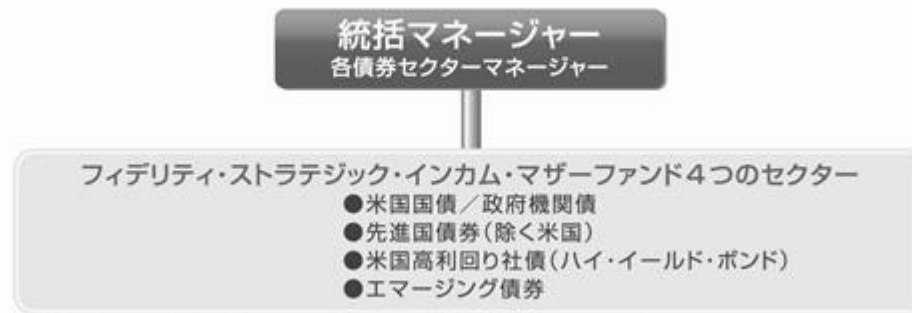 統括マネージャー
各債券セクターマネージャー
フィデリティ・ストラテジック・インカム・マザーファンド4つのセクター
●米国国債／政府機関債
●先進国債券（除く米国）
●米国高利回り社債（ハイ・イールド・ボンド）
●エマージング債券